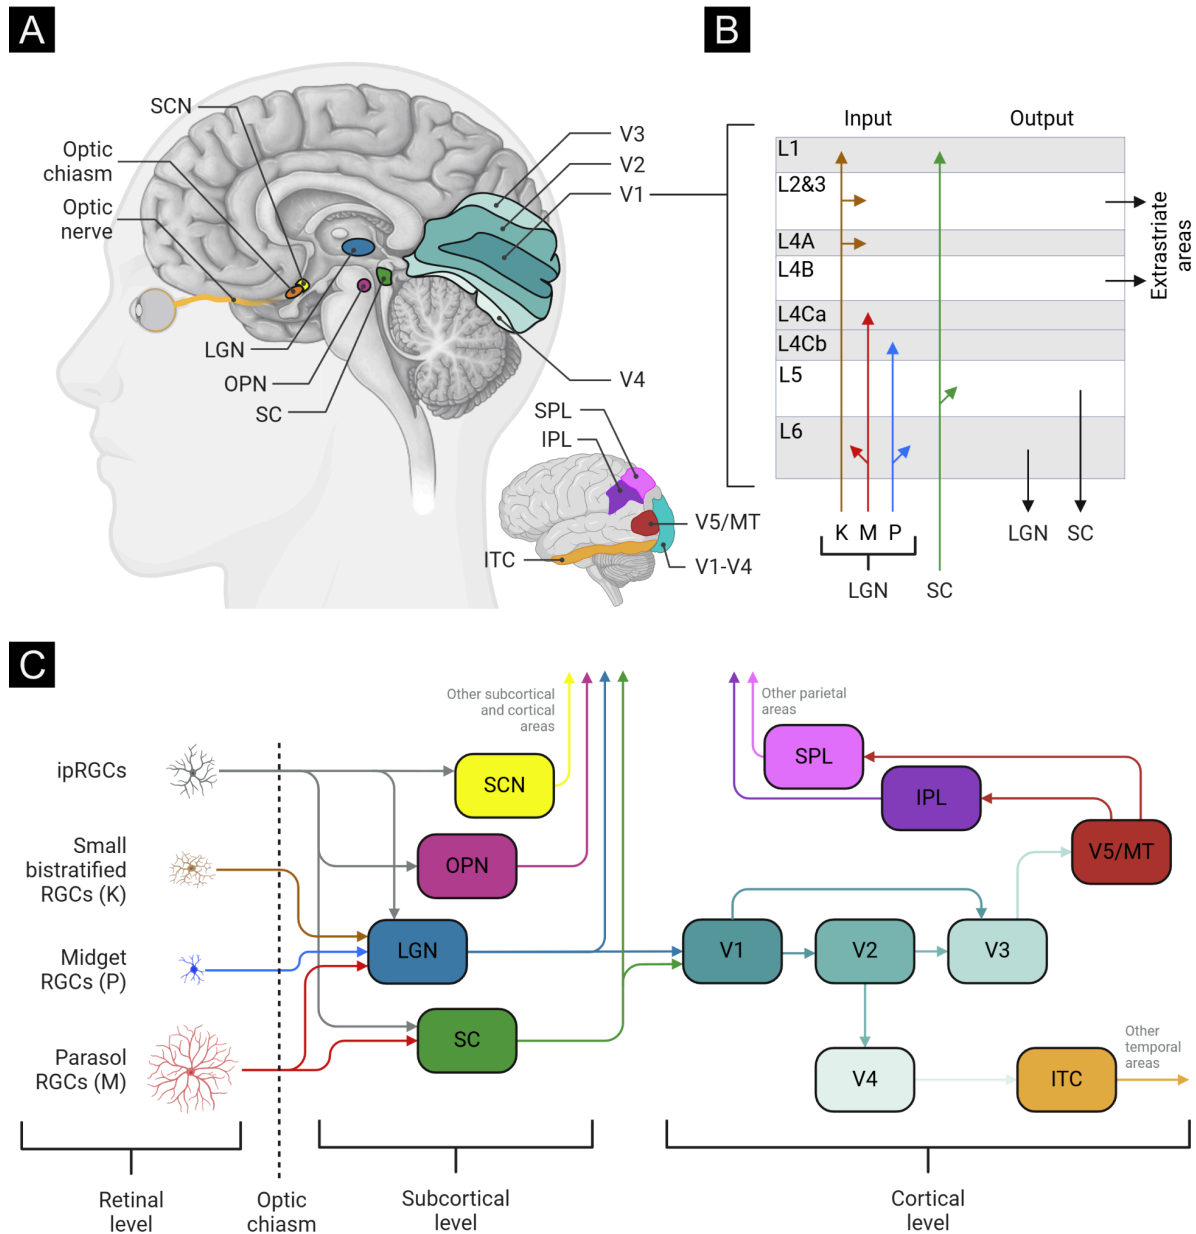 A
SCN
Optic
chiasm
Optic
nerve
LGN
OPN
SC
V3
V2
V1
V4
SPL
IPL
V5/MT
ITC
V1-V4
B
Input
Output
L1
L2&3
L4A
L4B
L4Ca
L4Cb
L5
L6
Extrastriate
areas
K M P
LGN
SC
LGN
SC
C
Other subcortical
and cortical
areas
Other parietal
areas
ipRGCs
Small
bistratified
RGCs (K)
Midget
RGCs (P)
Parasol
RGCs (M)
SCN
OPN
LGN
SC
SPL
IPL
V5/MT
V1
V2
V3
V4
ITC
Other
temporal
areas
Retinal
level
Optic
chiasm
Subcortical
level
Cortical
level